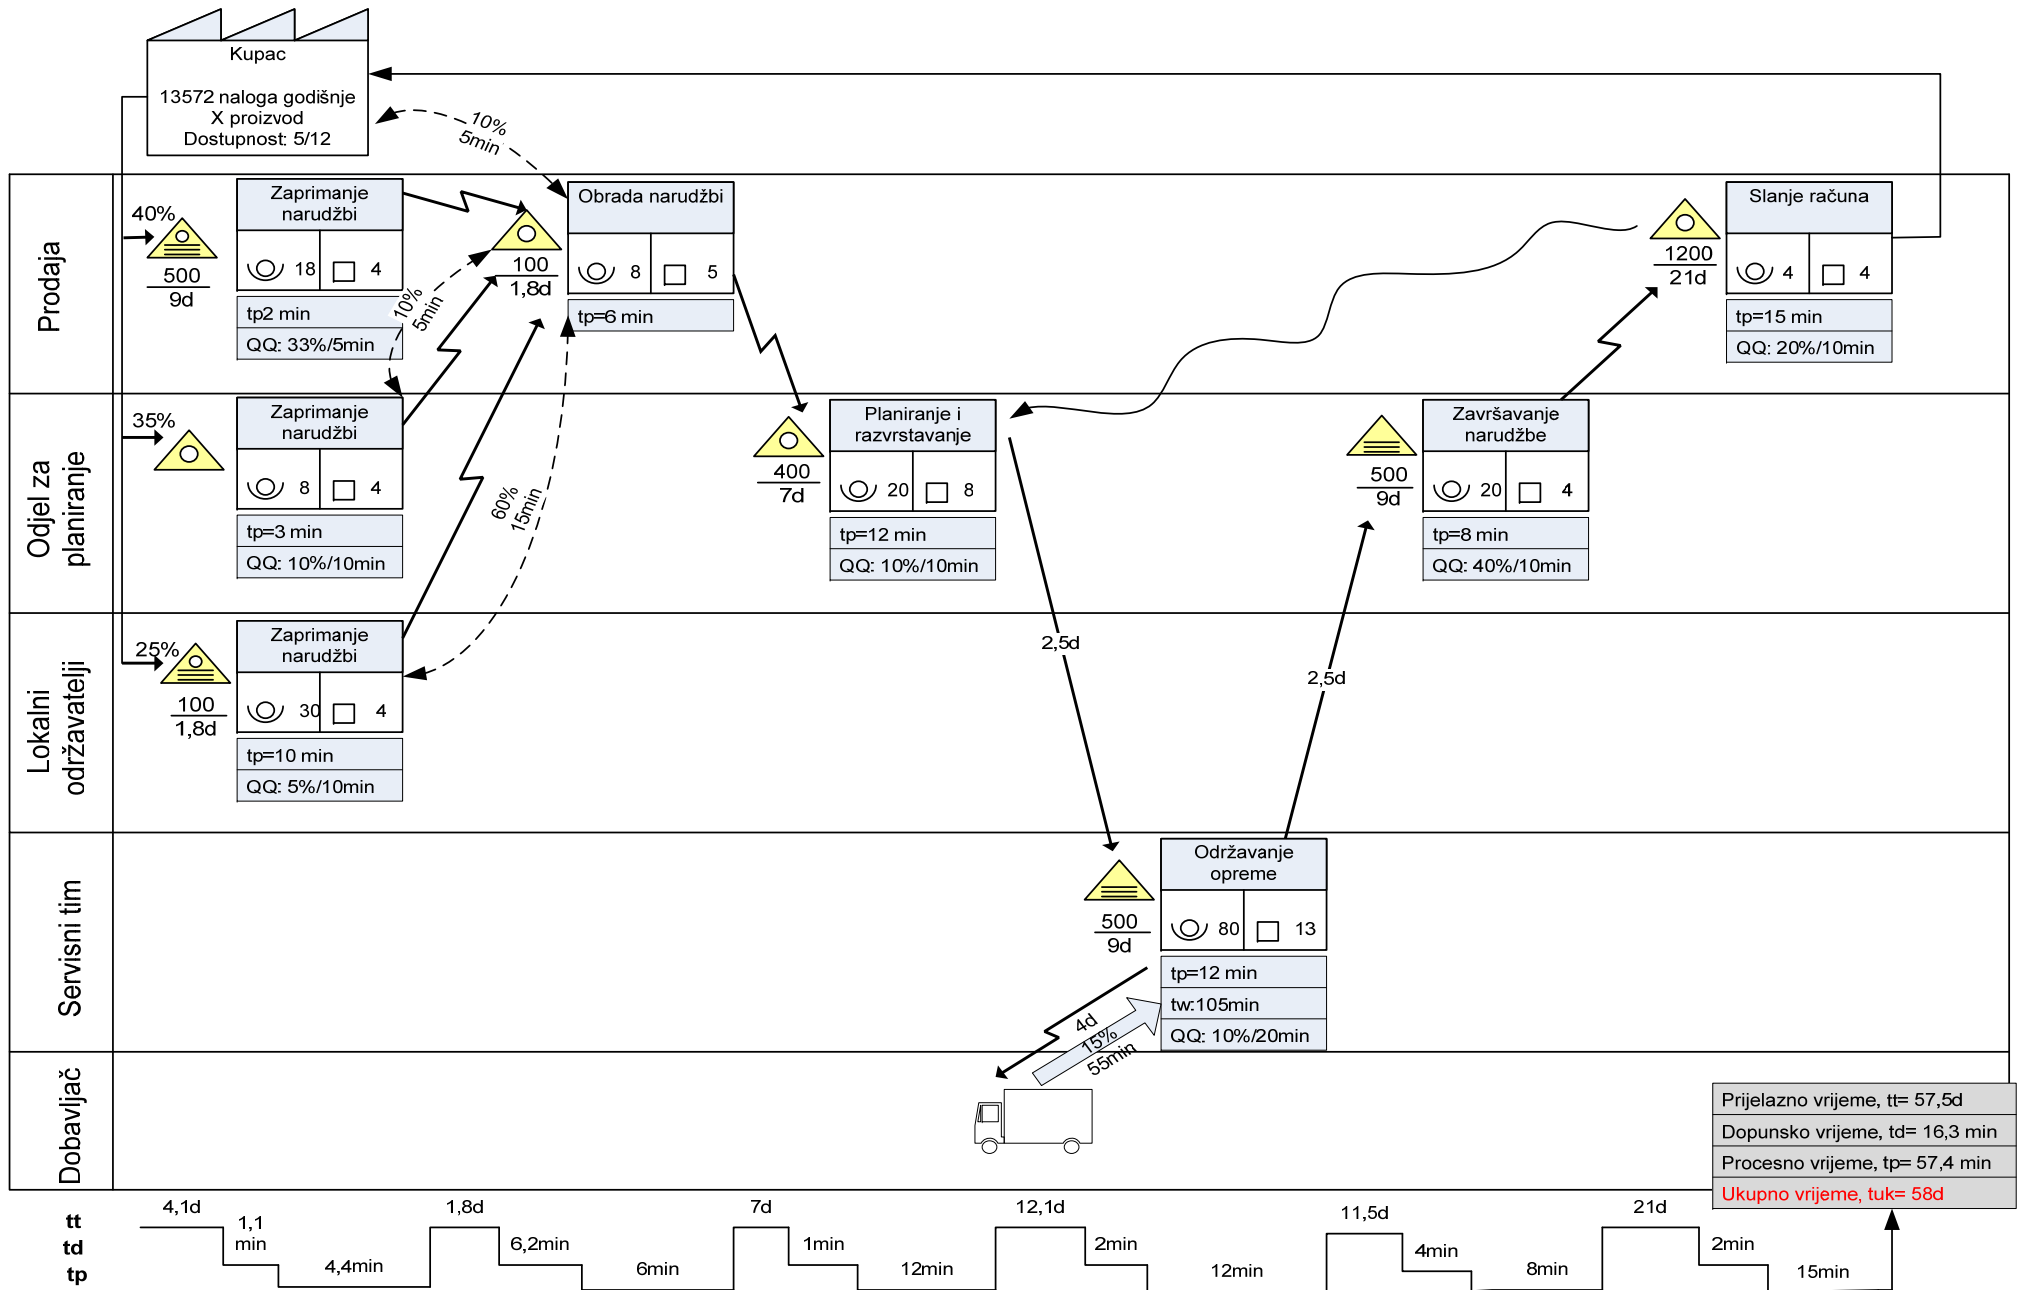 Kupac
13572 naloga godišnje
X proizvod
Dostupnost: 5/12
10%
5min
Prodaja
40%
500
9d
Zaprimanje
narudžbi
18
4
tp2 min
QQ: 33%/5min
10%
5min
100
1,8d
Obrada narudžbi
8
5
tp=6 min
1200
21d
Slanje računa
4
4
tp=15 min
QQ: 20%/10min
Odjel za
planiranje
35%
Zaprimanje
narudžbi
8
4
tp=3 min
QQ: 10%/10min
60%
15min
400
7d
Planiranje i
razvrstavanje
20
8
tp=12 min
QQ: 10%/10min
500
9d
Završavanje
narudžbe
20
4
tp=8 min
QQ: 40%/10min
Lokalni
održavatelji
25%
100
1,8d
Zaprimanje
narudžbi
30
4
tp=10 min
QQ: 5%/10min
2,5d
2,5d
Servisni tim
500
9d
Održavanje
opreme
80
13
tp=12 min
tw:105min
QQ: 10%/20min
4d
15%
55min
Dobavljač
Prijelazno vrijeme, tt= 57,5d
Dopunsko vrijeme, td= 16,3 min
Procesno vrijeme, tp= 57,4 min
Ukupno vrijeme, tuk= 58d
tt
td
tp
4,1d
1,1
min
4,4min
1,8d
6,2min
6min
7d
1min
12min
12,1d
2min
12min
11,5d
4min
8min
21d
2min
15min